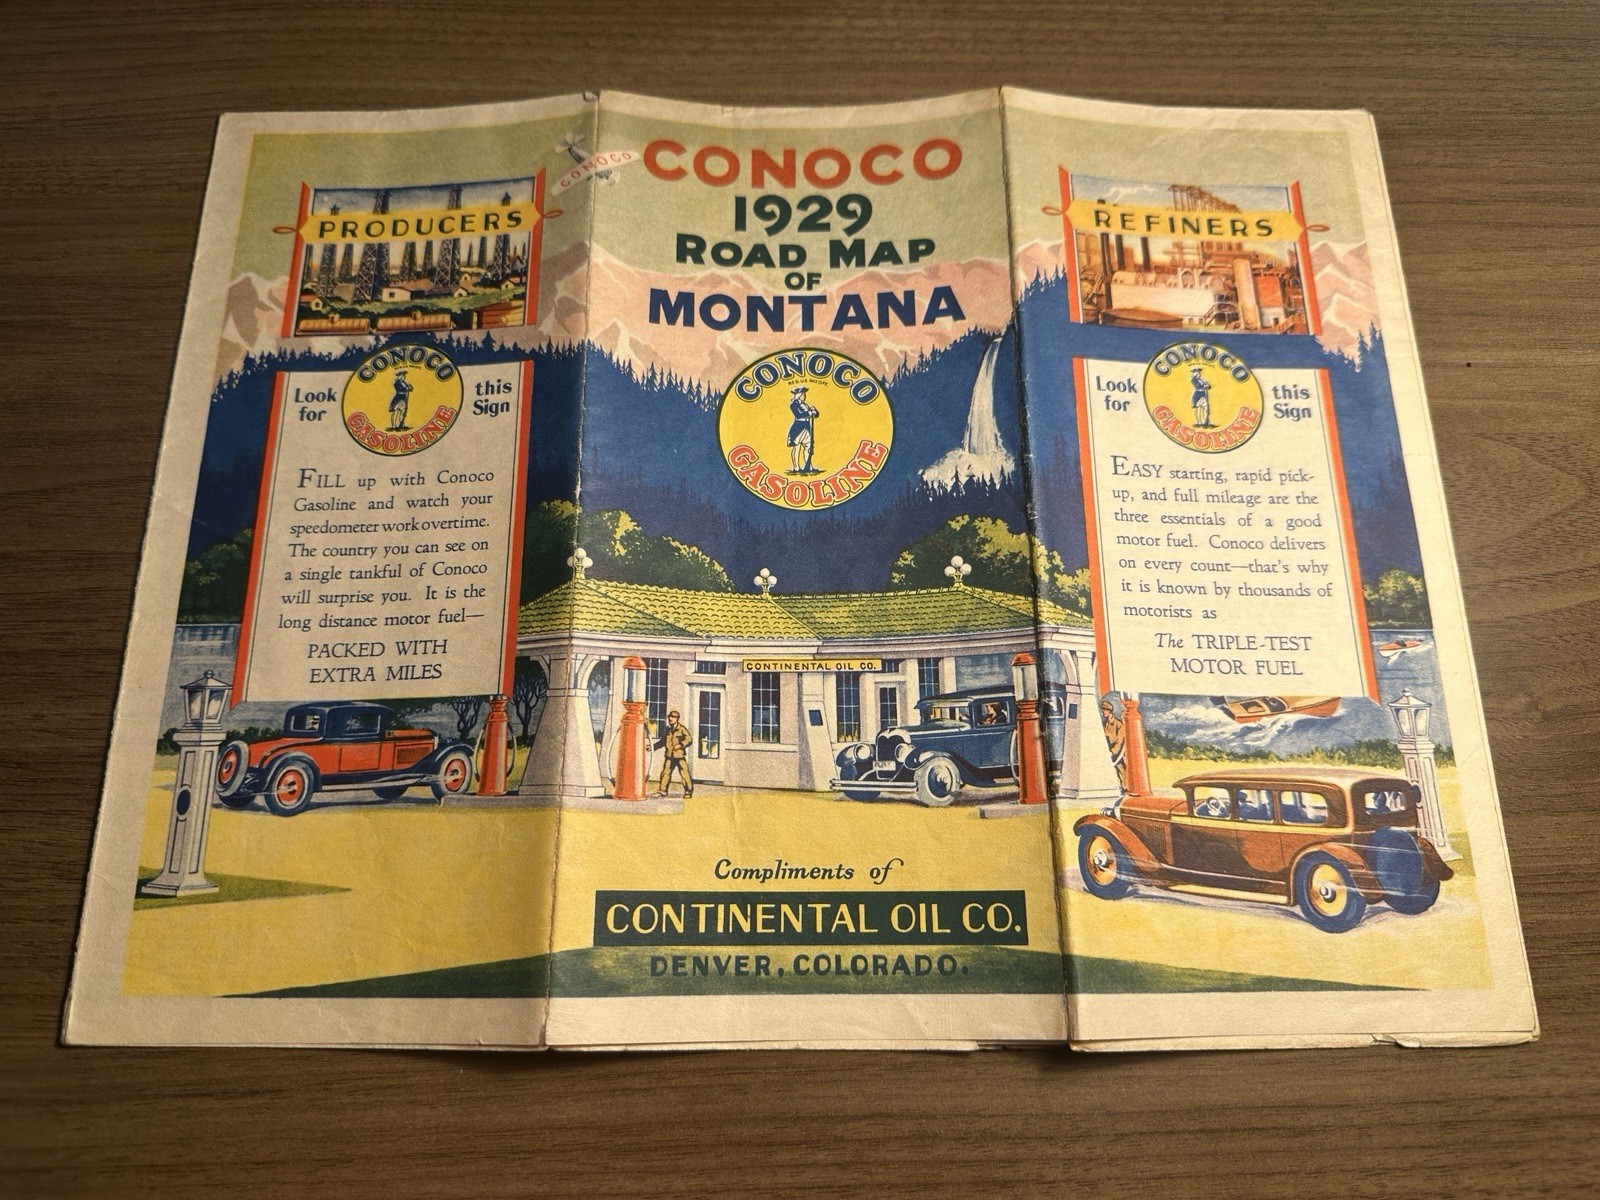 PRODUCERS
CONOCO
GASOLINE
Look for
this Sign
FILL up with Conoco
Gasoline and watch your
speedometer work overtime.
The country you can see on
a single tankful of Conoco
will surprise you. It is the
long distance motor fuel—
PACKED WITH
EXTRA MILES
CONOCO
CONOCO
1929
ROAD MAP
OF
MONTANA
CONOCO
REG. U.S. PAT. OFF.
GASOLINE
CONTINENTAL OIL CO.
Compliments of
CONTINENTAL OIL CO.
DENVER, COLORADO.
REFINERS
CONOCO
GASOLINE
Look for
this Sign
EASY starting, rapid pick-
up, and full mileage are the
three essentials of a good
motor fuel. Conoco delivers
on every count—that's why
it is known by thousands of
motorists as
The TRIPLE-TEST
MOTOR FUEL